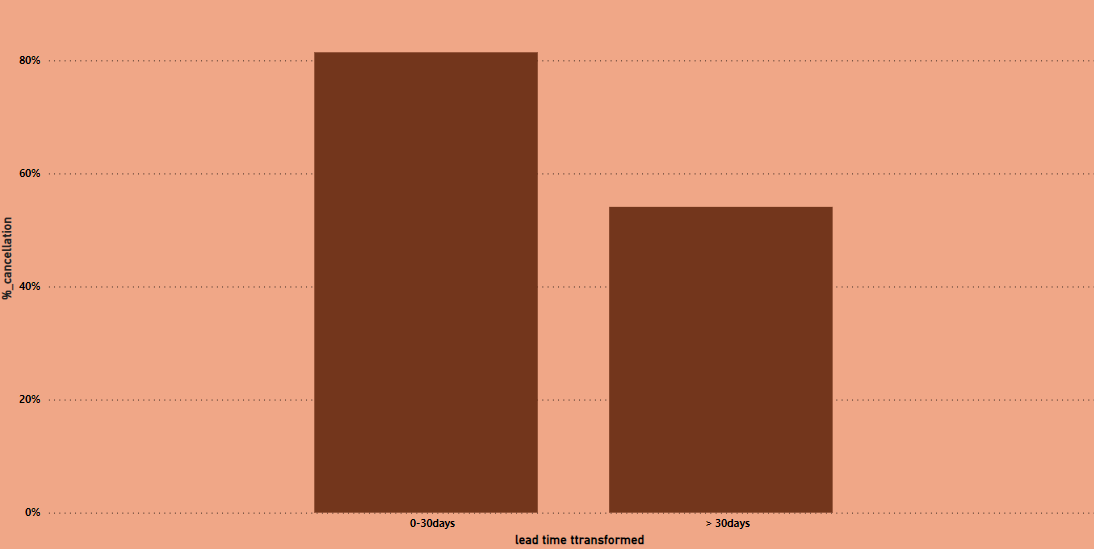 80%
60%
40%
20%
0%
%_cancellation
0-30days
> 30days
lead time ttransformed